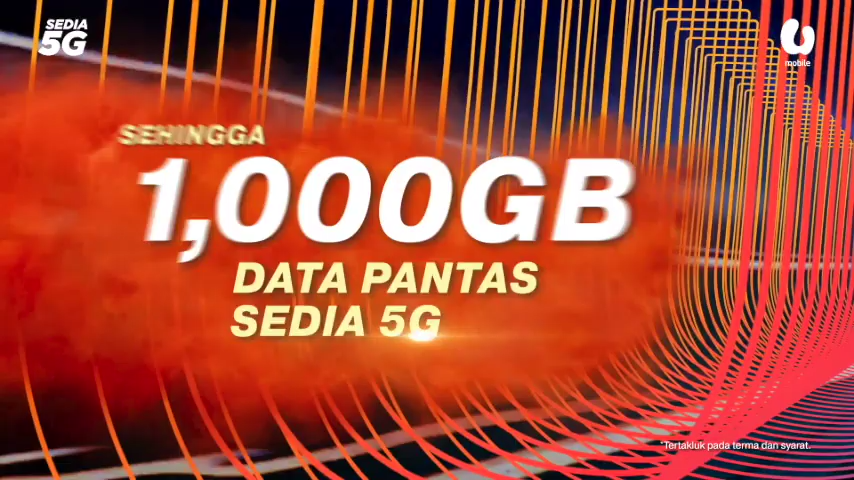 SEDIA
5G
mobile
SEHINGGA
1,000GB
DATA PANTAS
SEDIA 5G
*Tertakluk pada terma dan syarat.